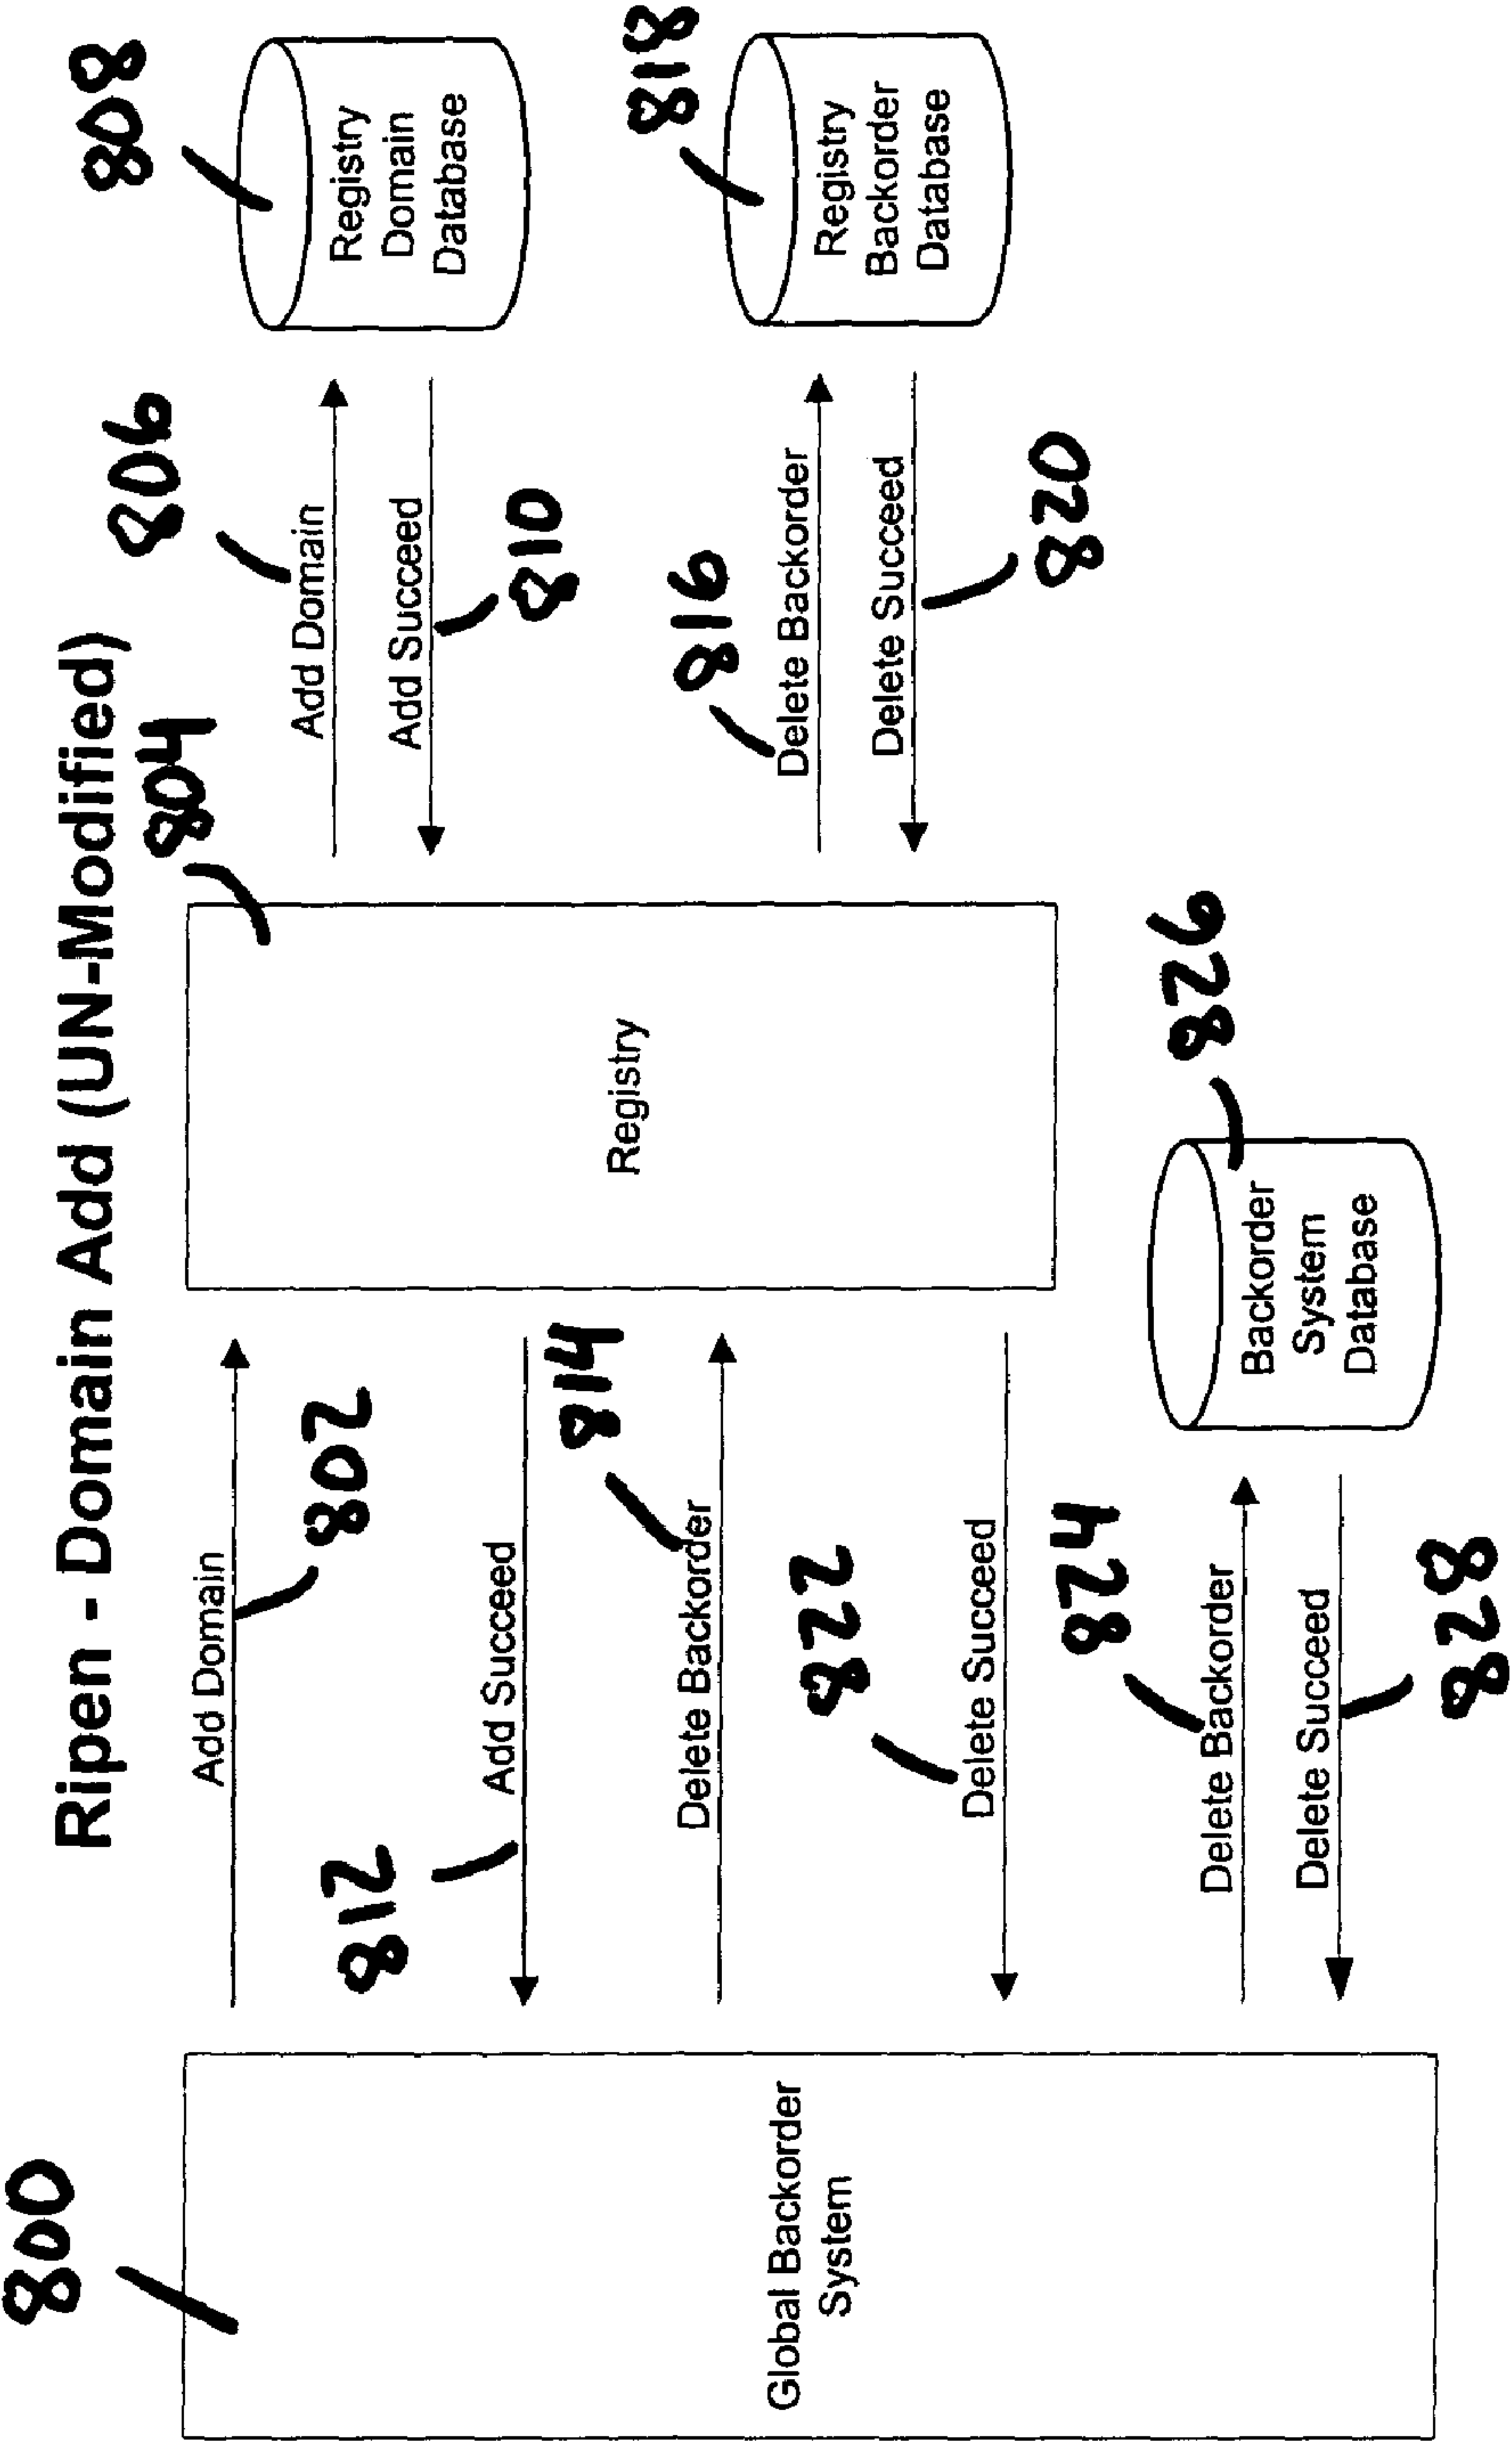 Ripen - Domain Add (UN-Modified)
800
Global Backorder
System
Add Domain
802
812
Add Succeed
814
Delete Backorder
822
Delete Succeed
824
Delete Backorder
Delete Succeed
828
804
Registry
826
Backorder
System
Database
806
Add Domain
Add Succeed
810
816
Delete Backorder
Delete Succeed
820
808
Registry
Domain
Database
818
Registry
Backorder
Database